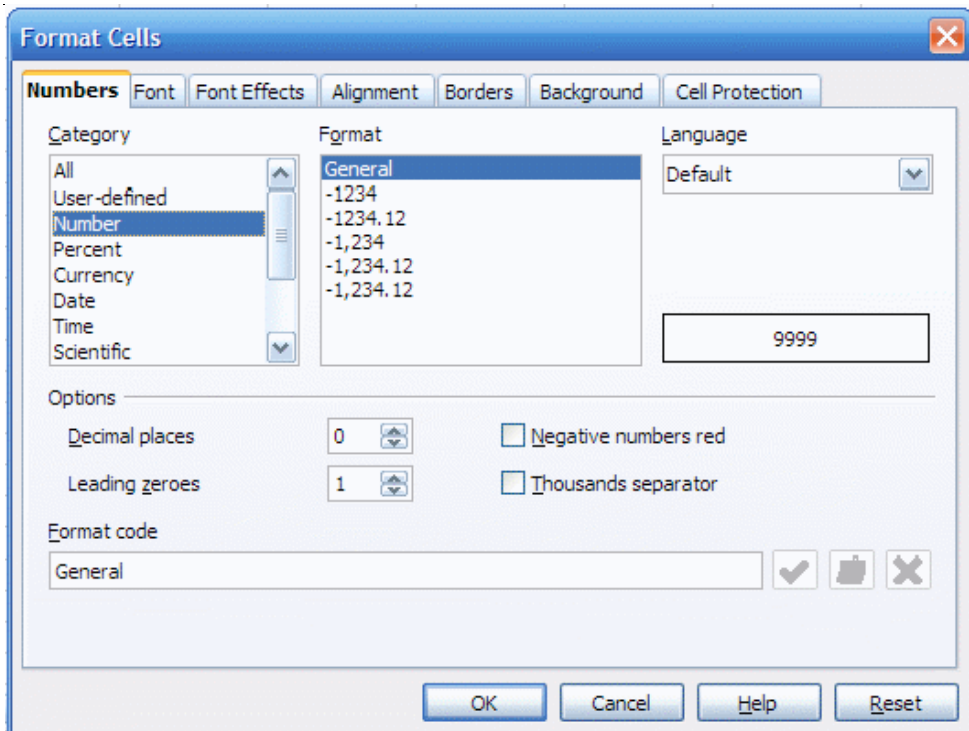 Format Cells
Numbers Font Font Effects Alignment Borders Background Cell Protection
Category
All
User-defined
Number
Percent
Currency
Date
Time
Scientific
Format
General
-1234
-1234.12
-1,234
-1,234.12
-1,234.12
Language
Default
9999
Options
Decimal places 0 Negative numbers red
Leading zeroes 1 Thousands separator
Format code
General
OK Cancel Help Reset